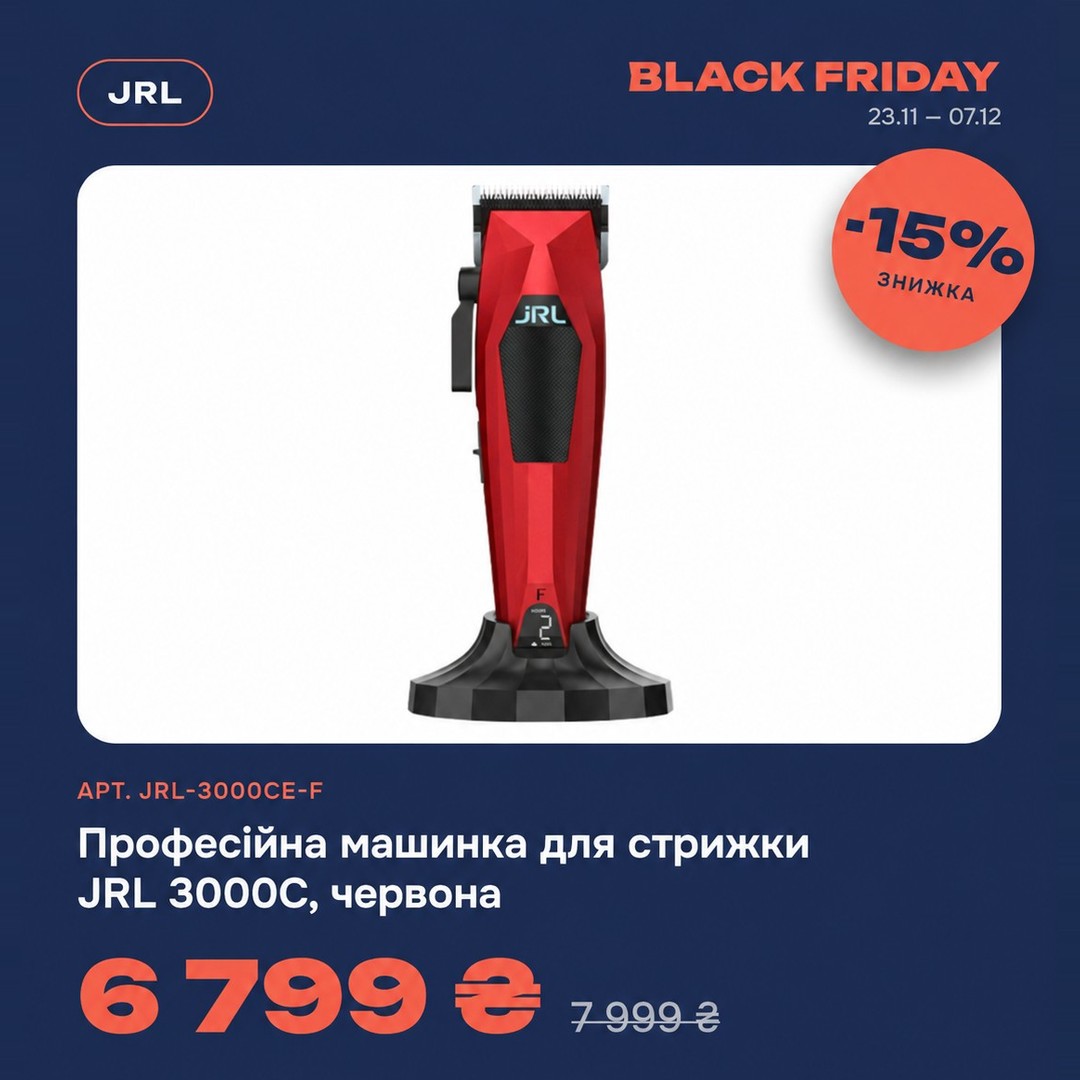 JRL
BLACK FRIDAY
23.11 — 07.12
-15%
ЗНИЖКА
JRL
F
HOURS
2
АРТ. JRL-3000CE-F
Професійна машинка для стрижки
JRL 3000C, червона
6 799 ₴
7 999 ₴